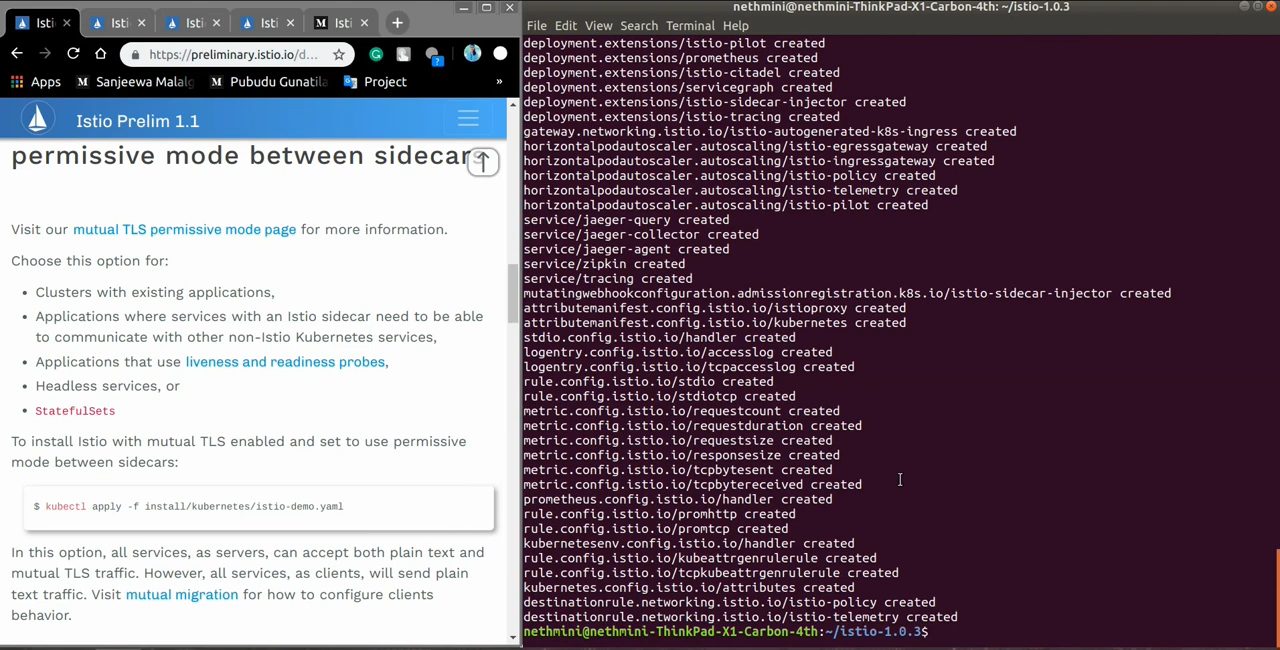 Isti
Isti
Isti
Isti
Isti
https://preliminary.istio.io/d...
Apps
Sanjeewa Malalg
Pubudu Gunatila
Project
»
Istio Prelim 1.1
permissive mode between sidecars
Visit our mutual TLS permissive mode page for more information.
Choose this option for:
• Clusters with existing applications,
• Applications where services with an Istio sidecar need to be able
to communicate with other non-Istio Kubernetes services,
• Applications that use liveness and readiness probes,
• Headless services, or
• StatefulSets
To install Istio with mutual TLS enabled and set to use permissive
mode between sidecars:
$ kubectl apply -f install/kubernetes/istio-demo.yaml
In this option, all services, as servers, can accept both plain text and
mutual TLS traffic. However, all services, as clients, will send plain
text traffic. Visit mutual migration for how to configure clients
behavior.
nethmini@nethmini-ThinkPad-X1-Carbon-4th: ~/istio-1.0.3
File Edit View Search Terminal Help
deployment.extensions/istio-pilot created
deployment.extensions/prometheus created
deployment.extensions/istio-citadel created
deployment.extensions/servicegraph created
deployment.extensions/istio-sidecar-injector created
deployment.extensions/istio-tracing created
gateway.networking.istio.io/istio-autogenerated-k8s-ingress created
horizontalpodautoscaler.autoscaling/istio-egressgateway created
horizontalpodautoscaler.autoscaling/istio-ingressgateway created
horizontalpodautoscaler.autoscaling/istio-policy created
horizontalpodautoscaler.autoscaling/istio-telemetry created
horizontalpodautoscaler.autoscaling/istio-pilot created
service/jaeger-query created
service/jaeger-collector created
service/jaeger-agent created
service/zipkin created
service/tracing created
mutatingwebhookconfiguration.admissionregistration.k8s.io/istio-sidecar-injector created
attributemanifest.config.istio.io/istioproxy created
attributemanifest.config.istio.io/kubernetes created
stdio.config.istio.io/handler created
logentry.config.istio.io/accesslog created
logentry.config.istio.io/tcpaccesslog created
rule.config.istio.io/stdio created
rule.config.istio.io/stdiotcp created
metric.config.istio.io/requestcount created
metric.config.istio.io/requestduration created
metric.config.istio.io/requestsize created
metric.config.istio.io/responsesize created
metric.config.istio.io/tcpbytesent created
metric.config.istio.io/tcpbytereceived created
prometheus.config.istio.io/handler created
rule.config.istio.io/promhttp created
rule.config.istio.io/promtcp created
kubernetesenv.config.istio.io/handler created
rule.config.istio.io/kubeattrgenrulerule created
rule.config.istio.io/tcpkubeattrgenrulerule created
kubernetes.config.istio.io/attributes created
destinationrule.networking.istio.io/istio-policy created
destinationrule.networking.istio.io/istio-telemetry created
nethmini@nethmini-ThinkPad-X1-Carbon-4th:~/istio-1.0.3$